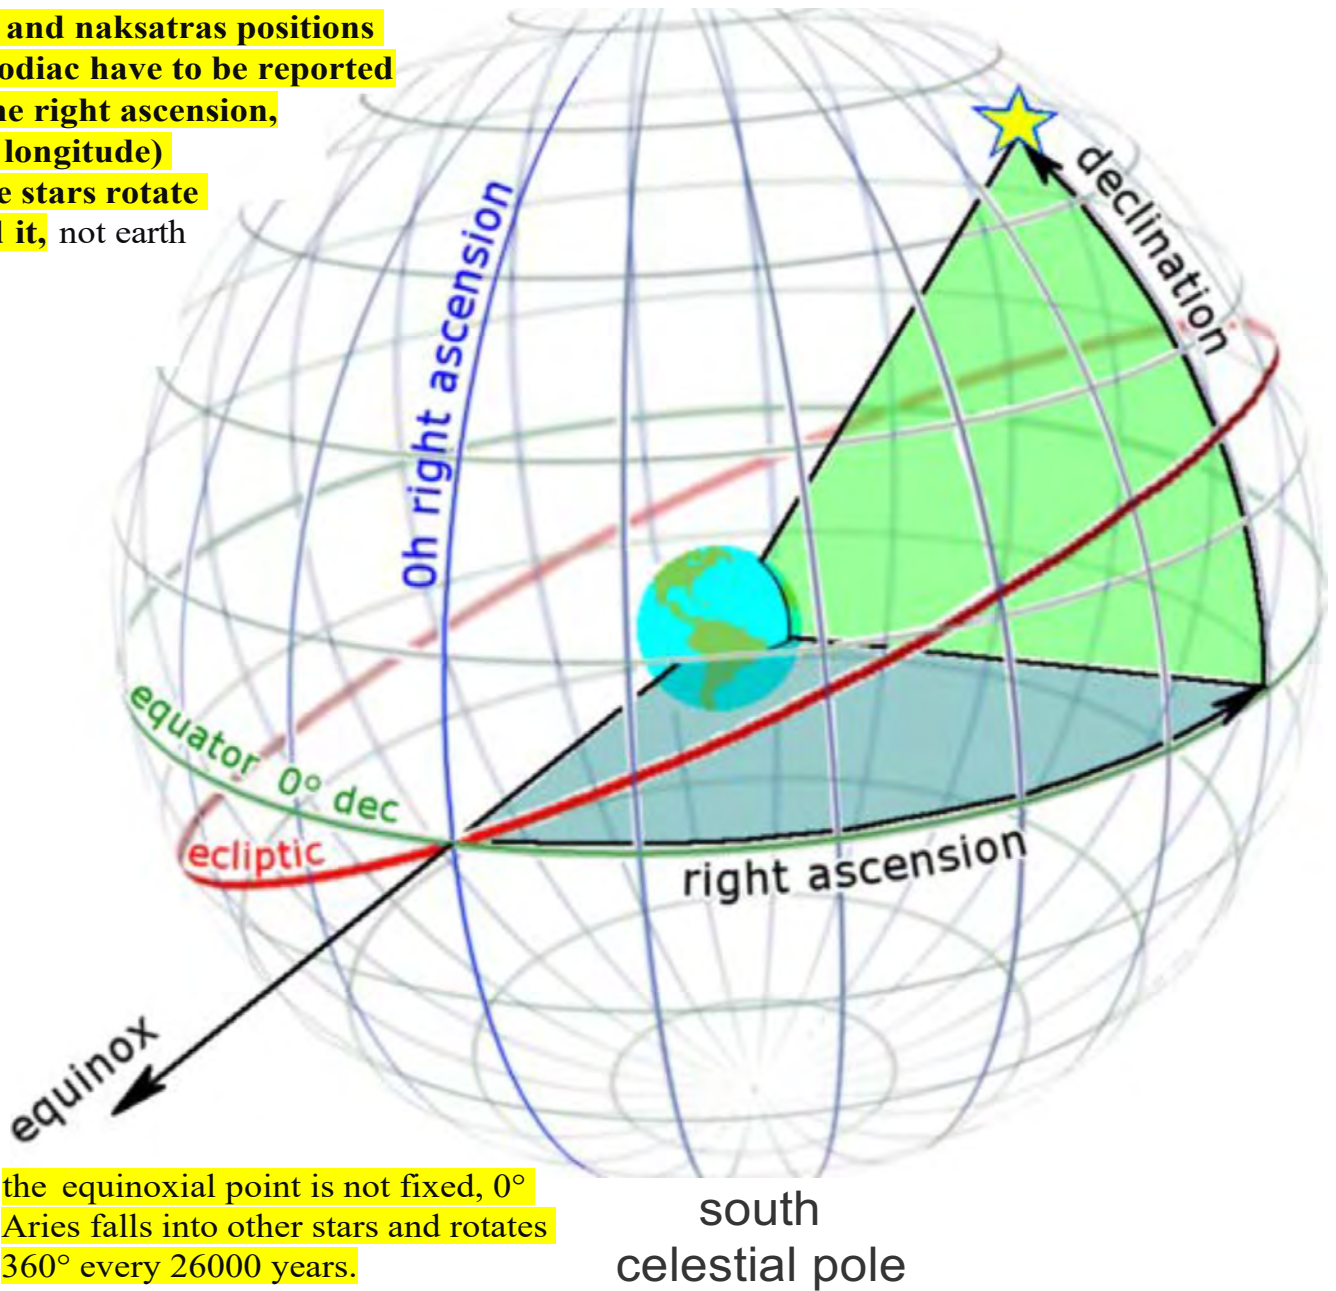 and naksatras positions
odiac have to be reported
ne right ascension,
longitude)
e stars rotate
l it, not earth
declination
0h right ascension
equator 0° dec
ecliptic
right ascension
equinox
the equinoxial point is not fixed, 0°
Aries falls into other stars and rotates
360° every 26000 years.
south
celestial pole